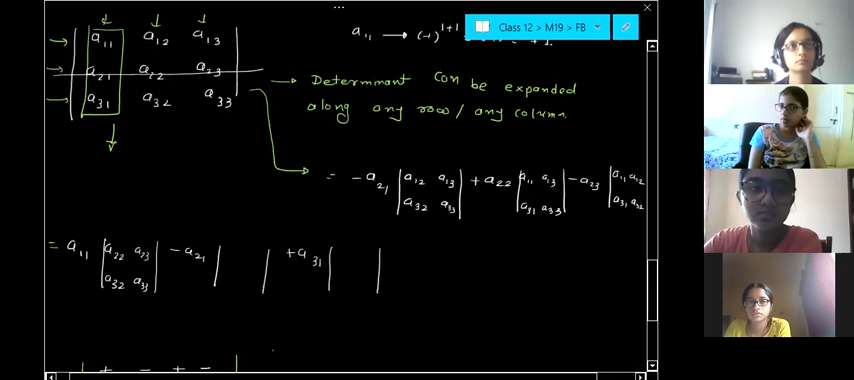 Class 12 > M19 > FB
a₁₁ → (-1)¹⁺¹
a₁₁ a₁₂ a₁₃
a₂₁ a₂₂ a₂₃
a₃₁ a₃₂ a₃₃
→ Determinant can be expanded
along any row / any column
= -a₂₁ |a₁₂ a₁₃| + a₂₂ |a₁₁ a₁₃| - a₂₃ |a₁₁ a₁₂
a₃₂ a₃₃ a₃₁ a₃₃ a₃₁ a₃₂
= a₁₁ |a₂₂ a₂₃| - a₂₁ | | + a₃₁ | |
a₃₂ a₃₃
| + - + - |